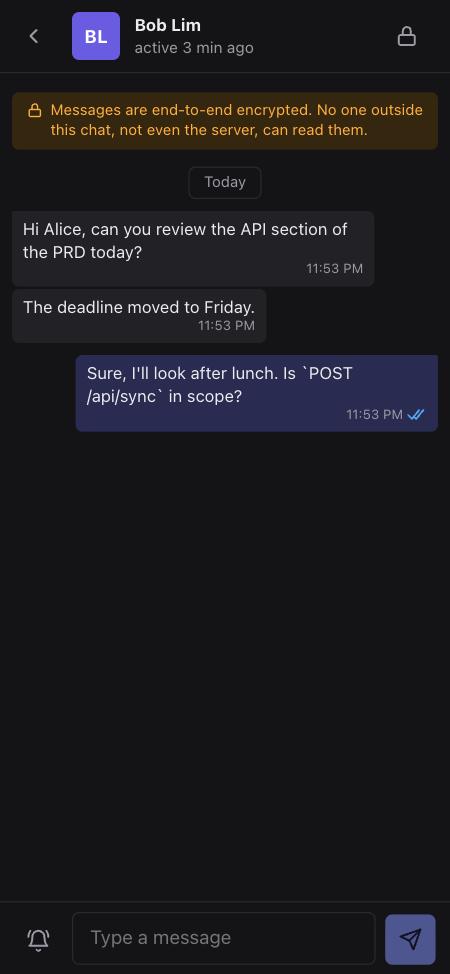 BL
Bob Lim
active 3 min ago
Messages are end-to-end encrypted. No one outside
this chat, not even the server, can read them.
Today
Hi Alice, can you review the API section of
the PRD today?
11:53 PM
The deadline moved to Friday.
11:53 PM
Sure, I'll look after lunch. Is `POST
/api/sync` in scope?
11:53 PM
Type a message